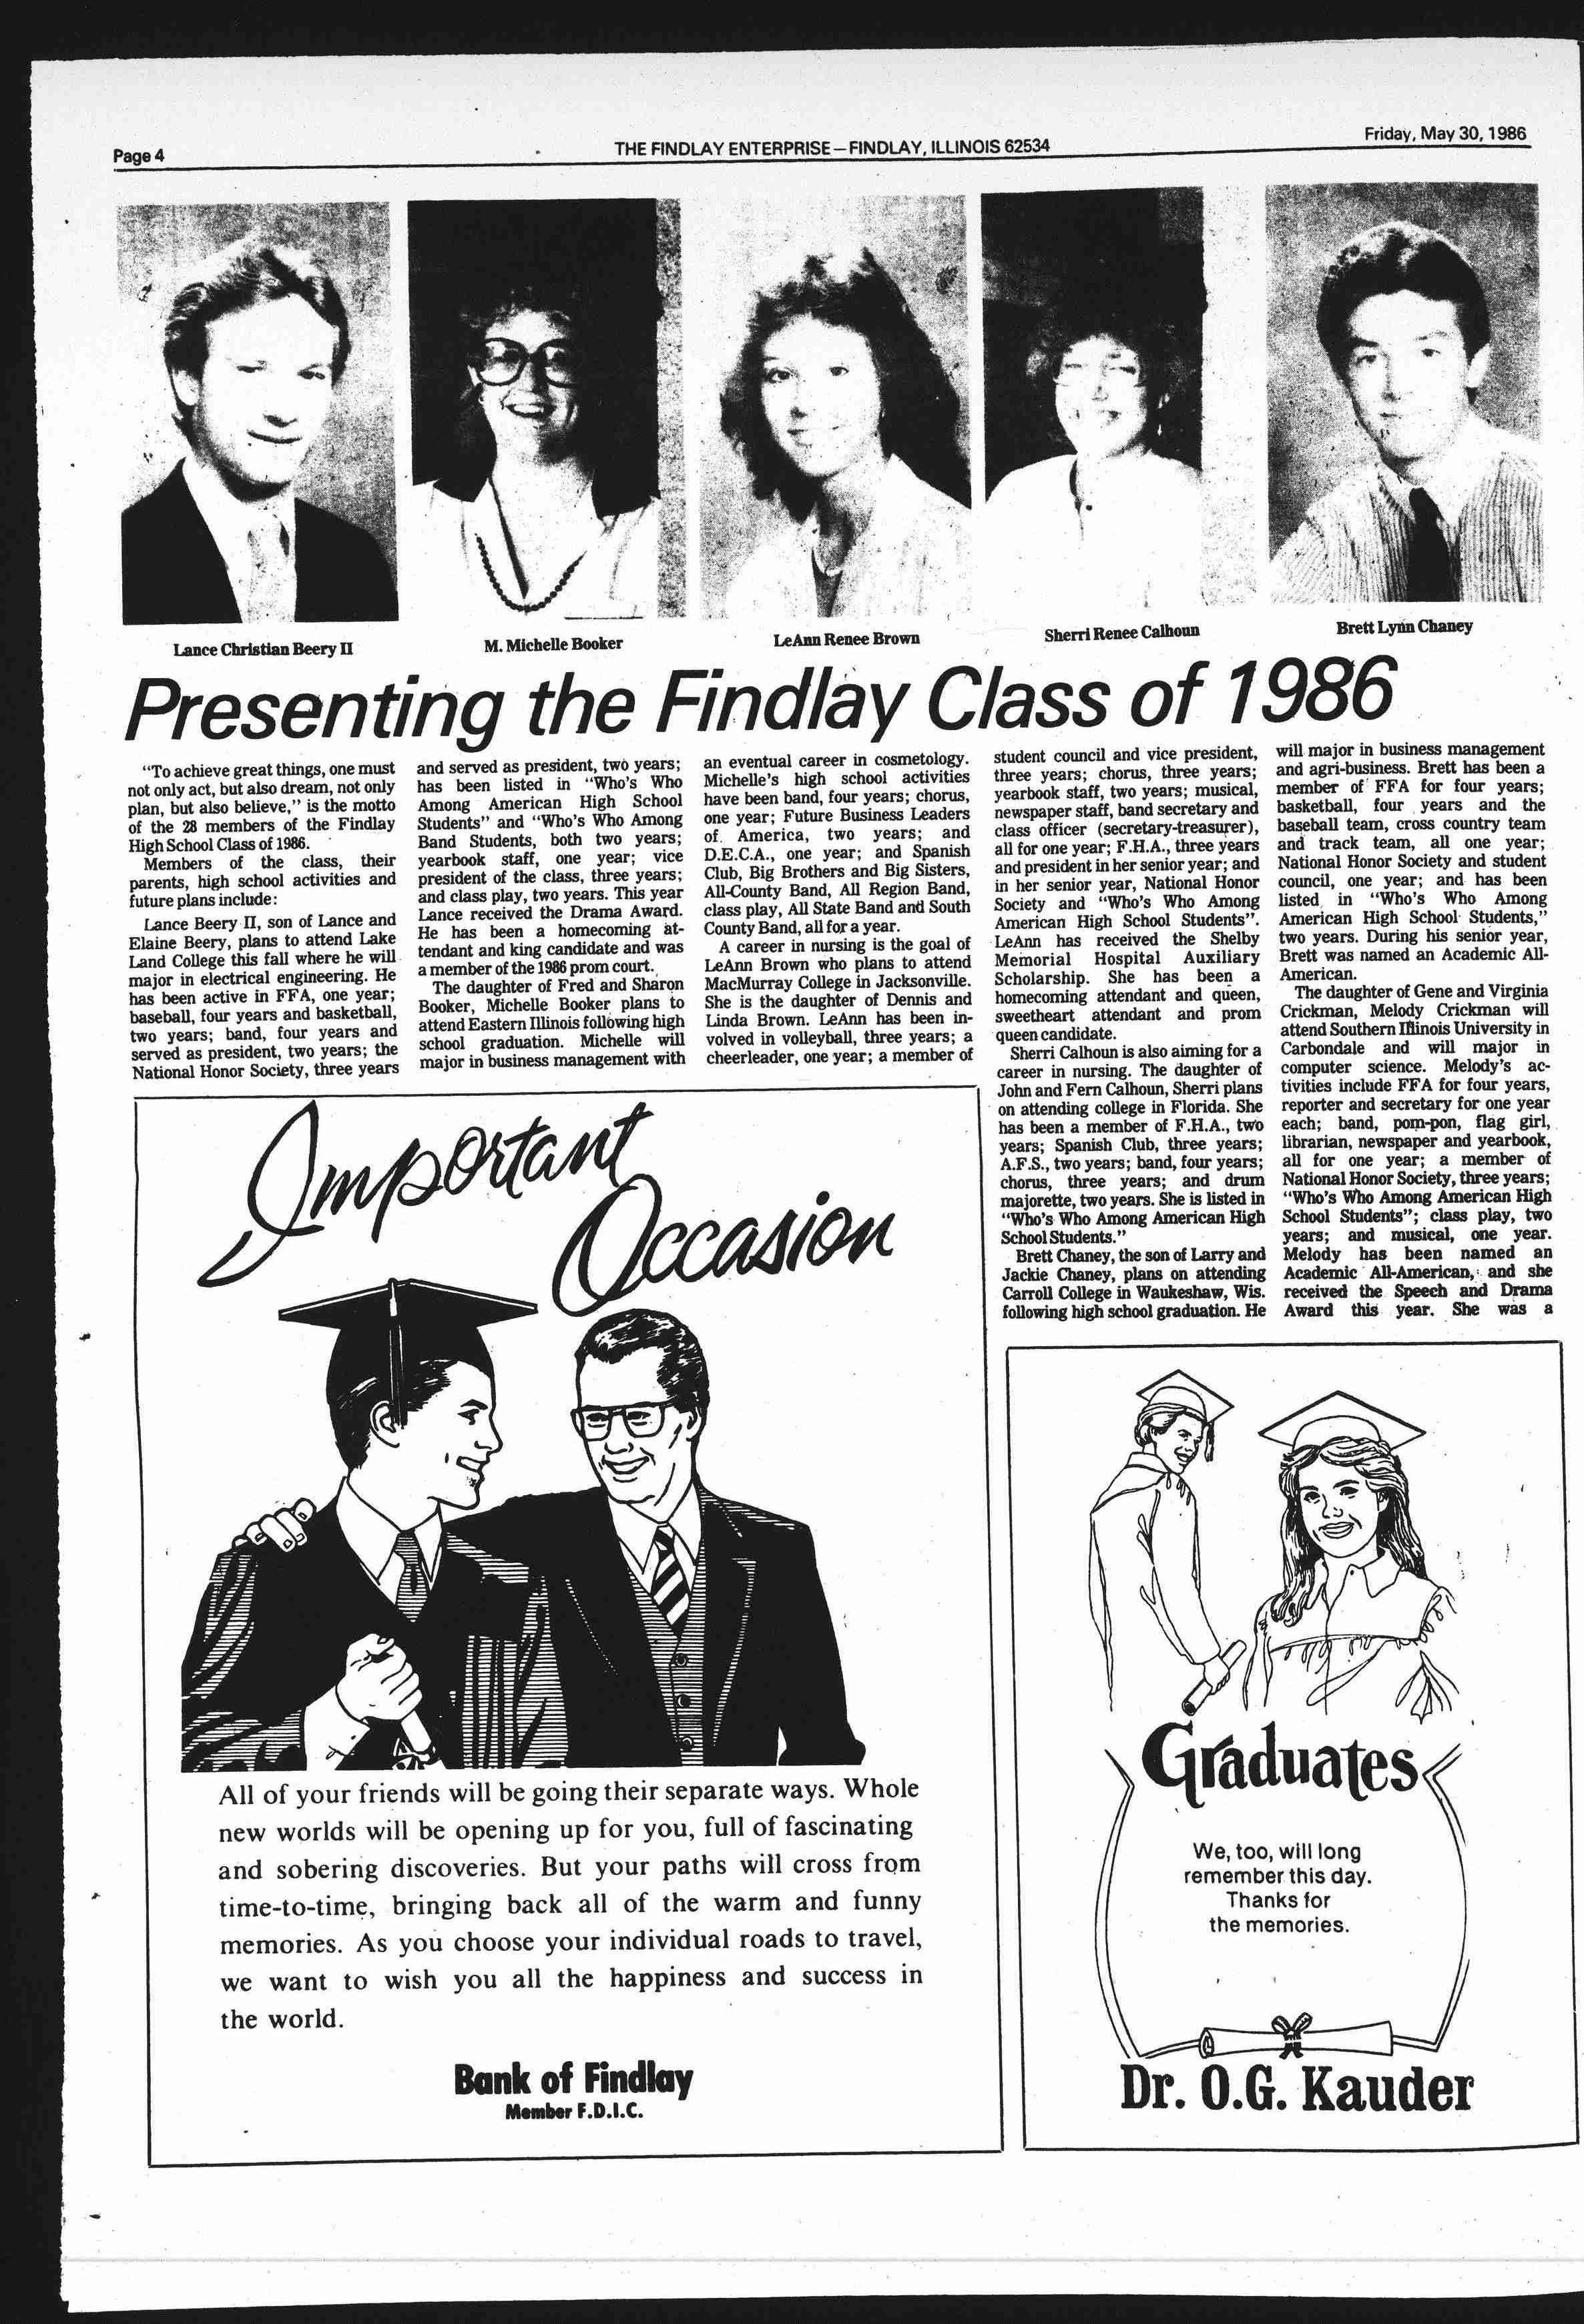 Page 4
THE FINDLAY ENTERPRISE—FINDLAY, ILLINOIS 62534
Friday, May 30, 1986
Lance Christian Beery II
M. Michelle Booker
LeAnn Renee Brown
Sherri Renee Calhoun
Brett Lynn Chaney
Presenting the Findlay Class of 1986
"To achieve great things, one must
not only act, but also dream, not only
plan, but also believe," is the motto
of the 28 members of the Findlay
High School Class of 1986.
Members of the class, their
parents, high school activities and
future plans include:
Lance Beery II, son of Lance and
Elaine Beery, plans to attend Lake
Land College this fall where he will
major in electrical engineering. He
has been active in FFA, one year;
baseball, four years and basketball,
two years; band, four years and
served as president, two years; the
National Honor Society, three years
and served as president, two years;
has been listed in "Who's Who
Among American High School
Students" and "Who's Who Among
Band Students, both two years;
yearbook staff, one year; vice
president of the class, three years;
and class play, two years. This year
Lance received the Drama Award.
He has been a homecoming at-
tendant and king candidate and was
a member of the 1986 prom court.
The daughter of Fred and Sharon
Booker, Michelle Booker plans to
attend Eastern Illinois following high
school graduation. Michelle will
major in business management with
an eventual career in cosmetology.
Michelle's high school activities
have been band, four years; chorus,
one year; Future Business Leaders
of America, two years; and
D.E.C.A., one year; and Spanish
Club, Big Brothers and Big Sisters,
All-County Band, All Region Band,
class play, All State Band and South
County Band, all for a year.
A career in nursing is the goal of
LeAnn Brown who plans to attend
MacMurray College in Jacksonville.
She is the daughter of Dennis and
Linda Brown. LeAnn has been in-
volved in volleyball, three years; a
cheerleader, one year; a member of
student council and vice president,
three years; chorus, three years;
yearbook staff, two years; musical,
newspaper staff, band secretary and
class officer (secretary-treasurer),
all for one year; F.H.A., three years
and president in her senior year; and
in her senior year, National Honor
Society and "Who's Who Among
American High School Students".
LeAnn has received the Shelby
Memorial Hospital Auxiliary
Scholarship. She has been a
homecoming attendant and queen,
sweetheart attendant and prom
queen candidate.
Sherri Calhoun is also aiming for a
career in nursing. The daughter of
John and Fern Calhoun, Sherri plans
on attending college in Florida. She
has been a member of F.H.A., two
years; Spanish Club, three years;
A.F.S., two years; band, four years;
chorus, three years; and drum
majorette, two years. She is listed in
"Who's Who Among American High
School Students."
Brett Chaney, the son of Larry and
Jackie Chaney, plans on attending
Carroll College in Waukeshaw, Wis.
following high school graduation. He
will major in business management
and agri-business. Brett has been a
member of FFA for four years;
basketball, four years and the
baseball team, cross country team
and track team, all one year;
National Honor Society and student
council, one year; and has been
listed in "Who's Who Among
American High School Students,"
two years. During his senior year,
Brett was named an Academic All-
American.
The daughter of Gene and Virginia
Crickman, Melody Crickman will
attend Southern Illinois University in
Carbondale and will major in
computer science. Melody's ac-
tivities include FFA for four years,
reporter and secretary for one year
each; band, pom-pon, flag girl,
librarian, newspaper and yearbook,
all for one year; a member of
National Honor Society, three years;
"Who's Who Among American High
School Students"; class play, two
years; and musical, one year.
Melody has been named an
Academic All-American, and she
received the Speech and Drama
Award this year. She was a
Important
Occasion
All of your friends will be going their separate ways. Whole
new worlds will be opening up for you, full of fascinating
and sobering discoveries. But your paths will cross from
time-to-time, bringing back all of the warm and funny
memories. As you choose your individual roads to travel,
we want to wish you all the happiness and success in
the world.
Bank of Findlay
Member F.D.I.C.
Graduates
We, too, will long
remember this day.
Thanks for
the memories.
Dr. O.G. Kauder